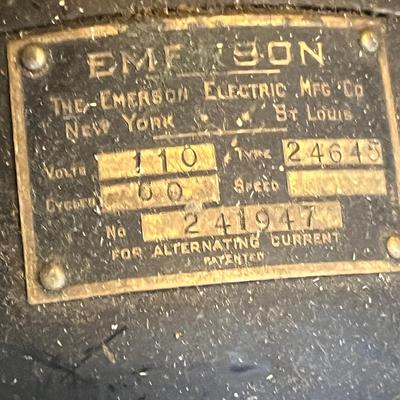 EMERSON
THE EMERSON ELECTRIC MFG CO
NEW YORK ST LOUIS
VOLTS 110 TYPE 24645
CYCLES 60 SPEED
No 241947
FOR ALTERNATING CURRENT
PATENTED